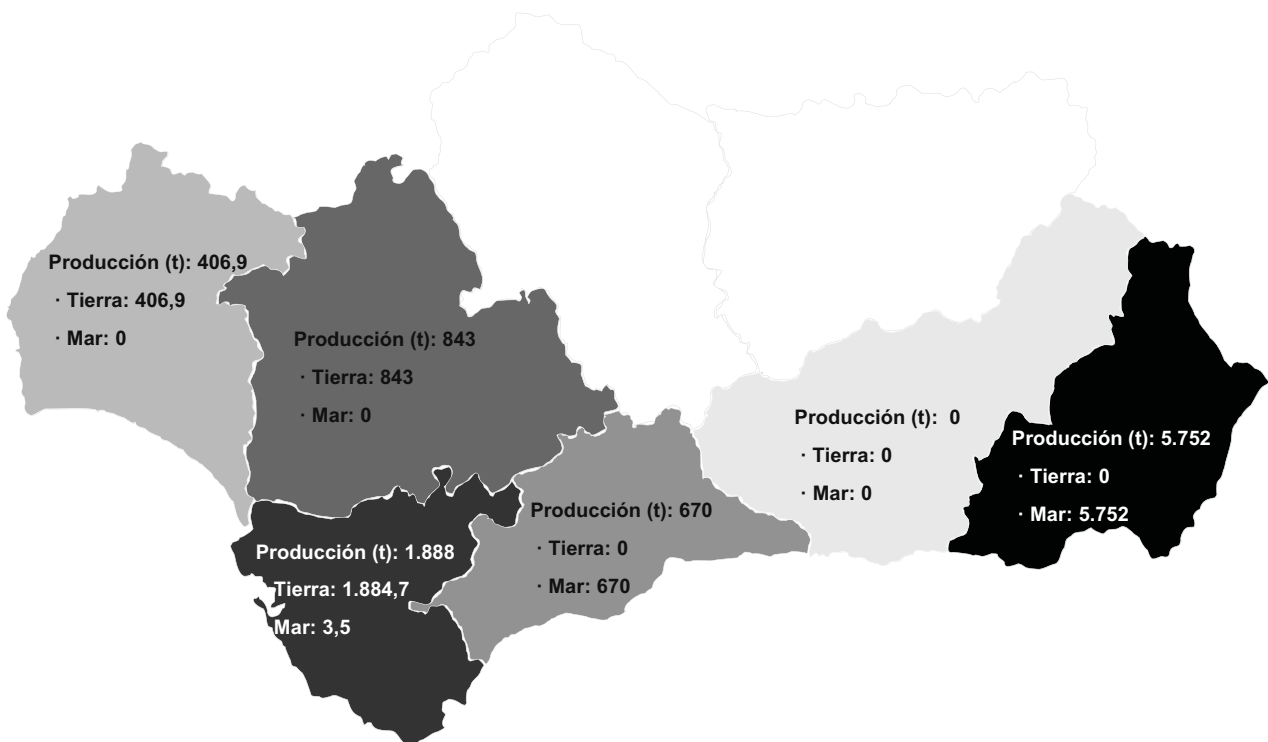 Producción (t): 406,9
· Tierra: 406,9
· Mar: 0
Producción (t): 843
· Tierra: 843
· Mar: 0
Producción (t): 0
· Tierra: 0
· Mar: 0
Producción (t): 5.752
· Tierra: 0
· Mar: 5.752
Producción (t): 670
· Tierra: 0
· Mar: 670
Producción (t): 1.888
Tierra: 1.884,7
Mar: 3,5